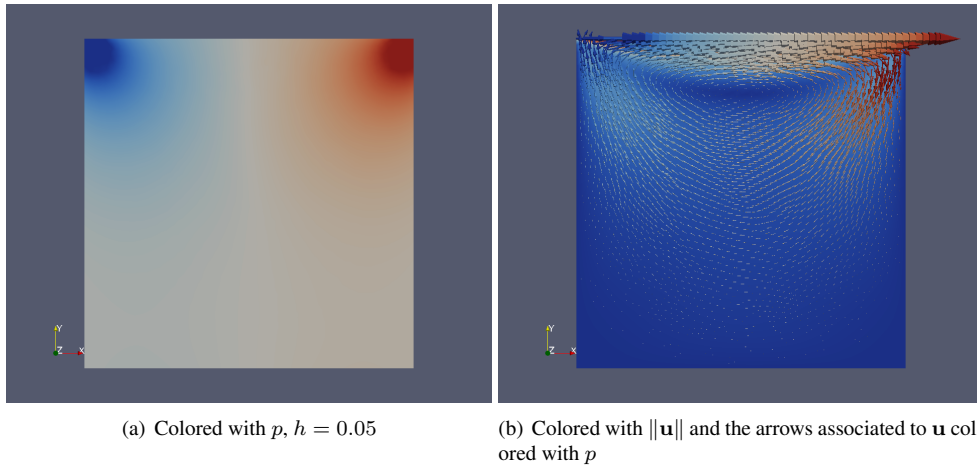 Y
Z
X
Y
Z
X
(a) Colored with p, h = 0.05
(b) Colored with ‖u‖ and the arrows associated to u col
ored with p